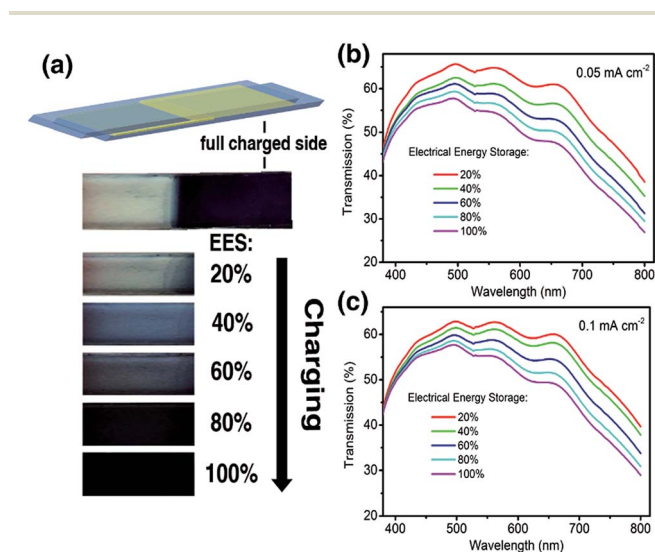 (a)
full charged side
EES:
20%
40%
60%
80%
100%
Charging
(b)
0.05 mA cm⁻²
Electrical Energy Storage:
20%
40%
60%
80%
100%
Transmission (%)
60
50
40
30
20
400
500
600
700
800
Wavelength (nm)
(c)
0.1 mA cm⁻²
Electrical Energy Storage:
20%
40%
60%
80%
100%
Transmission (%)
60
50
40
30
20
400
500
600
700
800
Wavelength (nm)